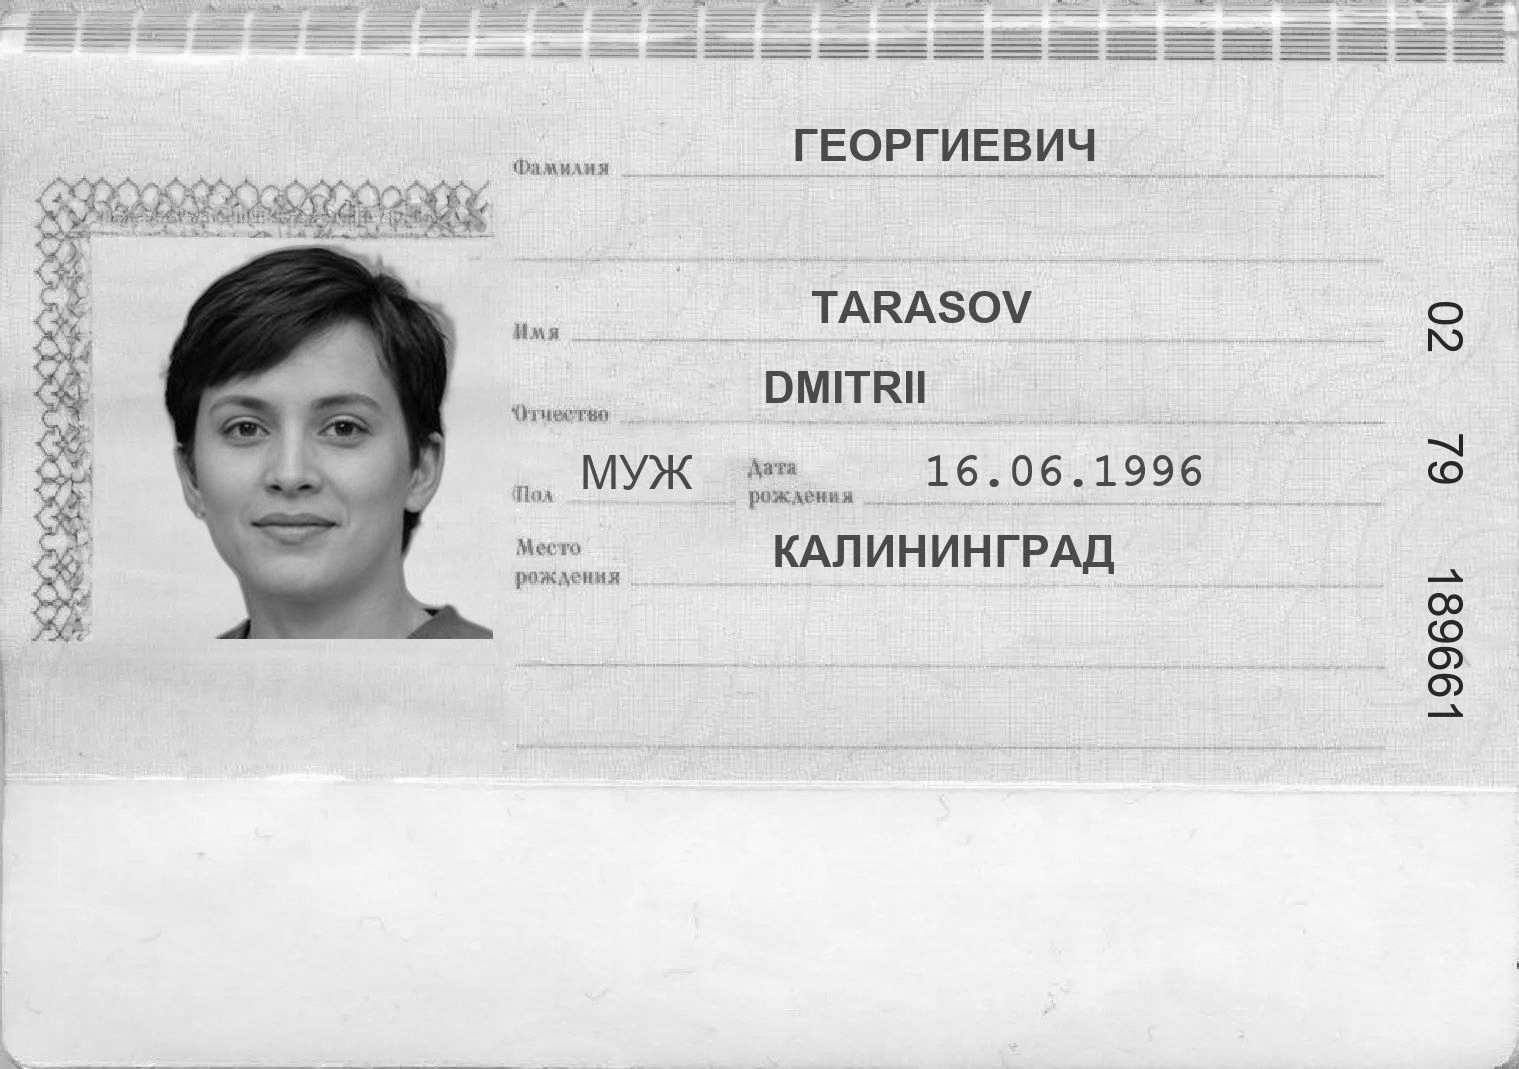 Фамилия ГЕОРГИЕВИЧ
Имя TARASOV
Отчество DMITRII
Пол МУЖ Дата рождения 16.06.1996
Место рождения КАЛИНИНГРАД
02 79 189661